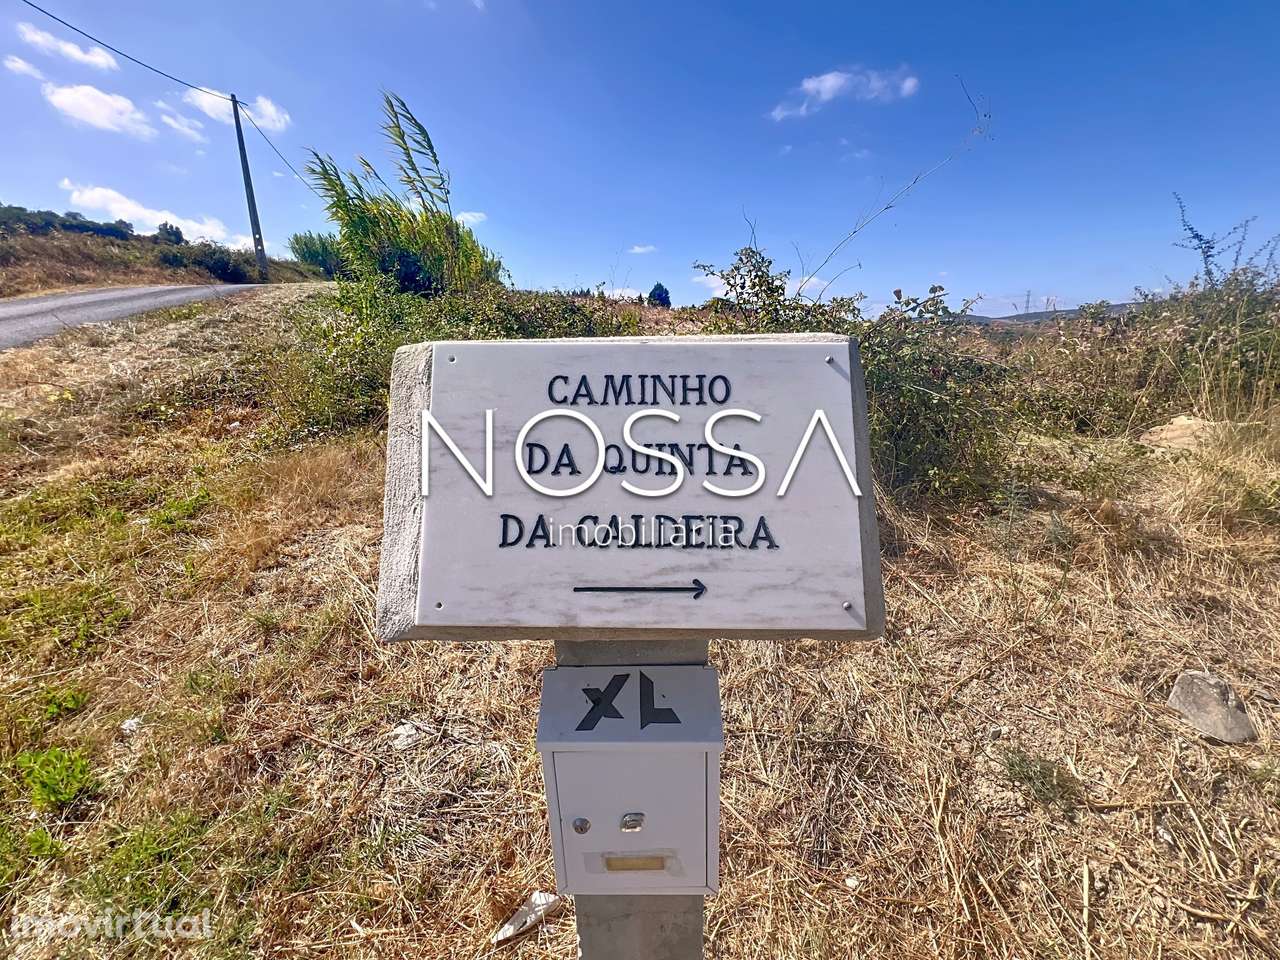 CAMINHO
DA QUINTA
NOSSA
DA CALDEIRA
imobiliária
XL
imovirtual